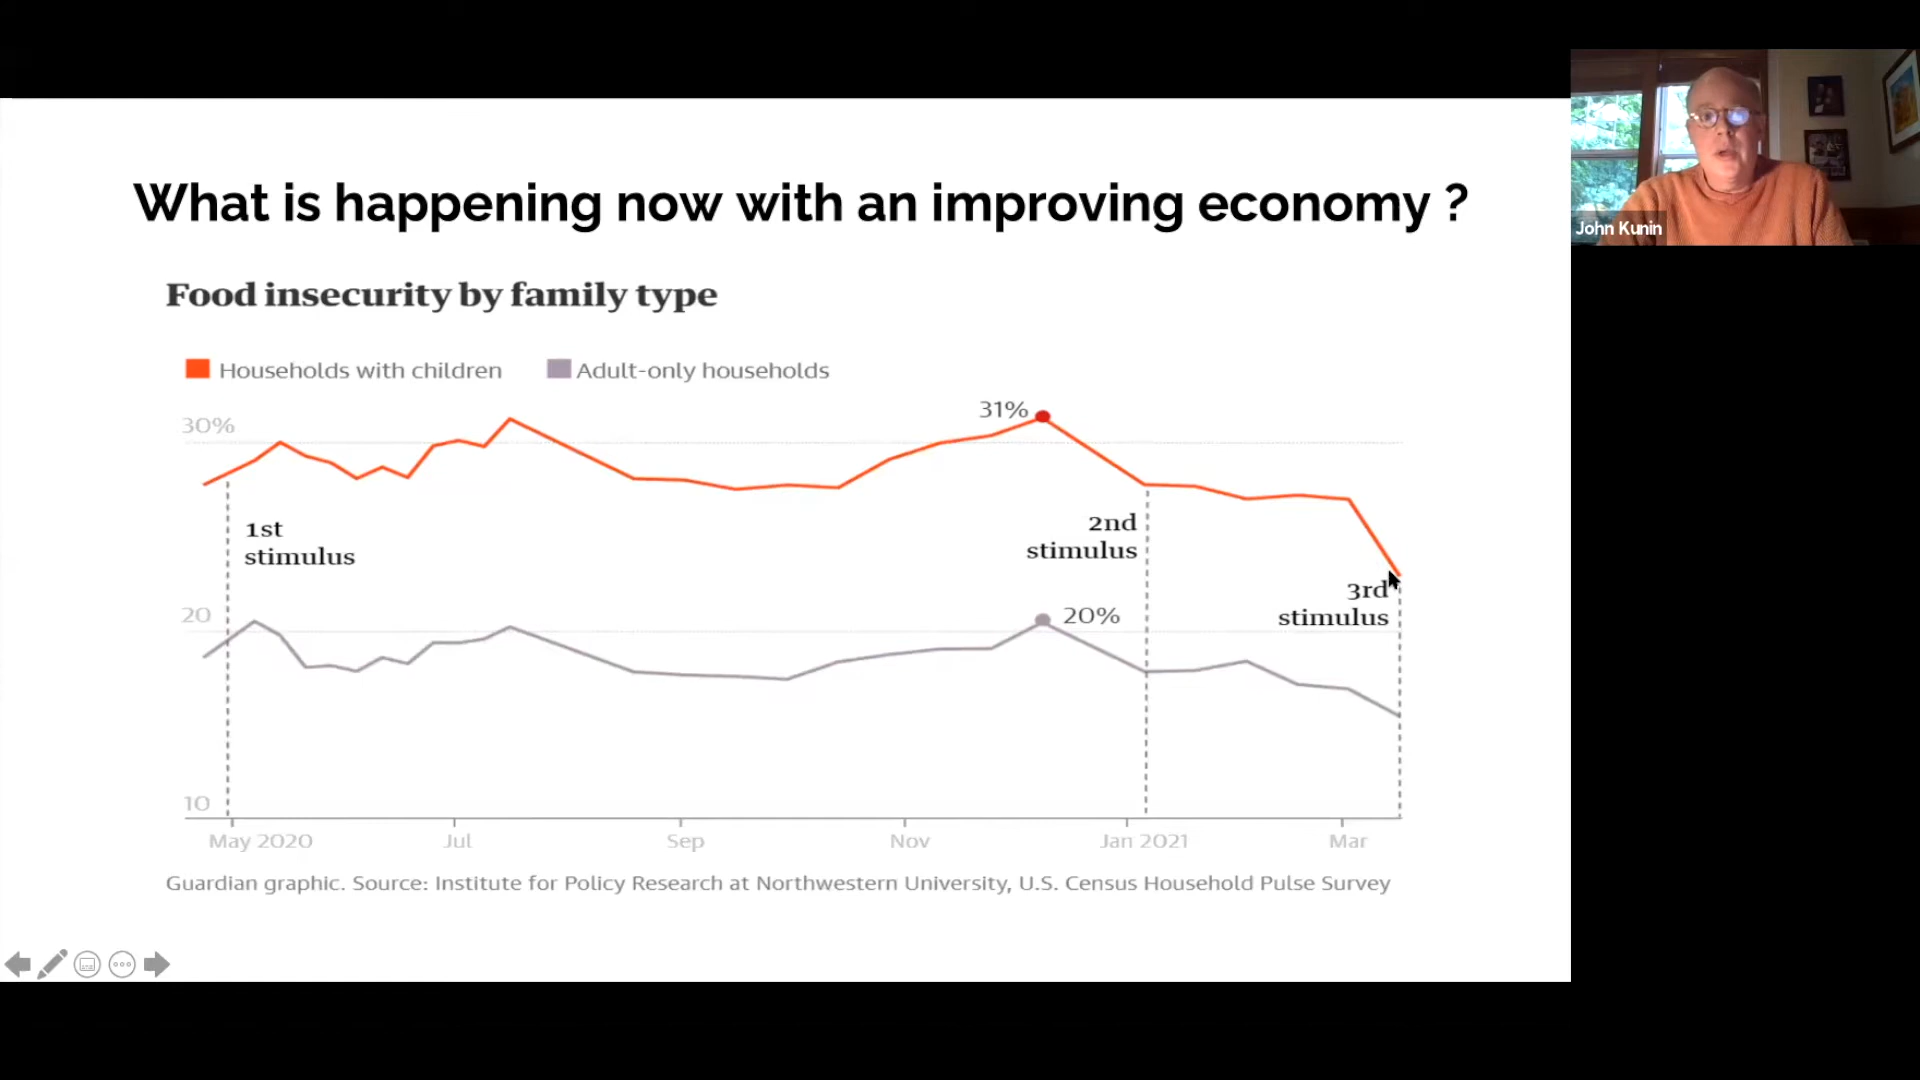 What is happening now with an improving economy ?
John Kunin
Food insecurity by family type
Households with children
Adult-only households
30%
31%
1st
stimulus
2nd
stimulus
3rd
stimulus
20
20%
10
May 2020
Jul
Sep
Nov
Jan 2021
Mar
Guardian graphic. Source: Institute for Policy Research at Northwestern University, U.S. Census Household Pulse Survey